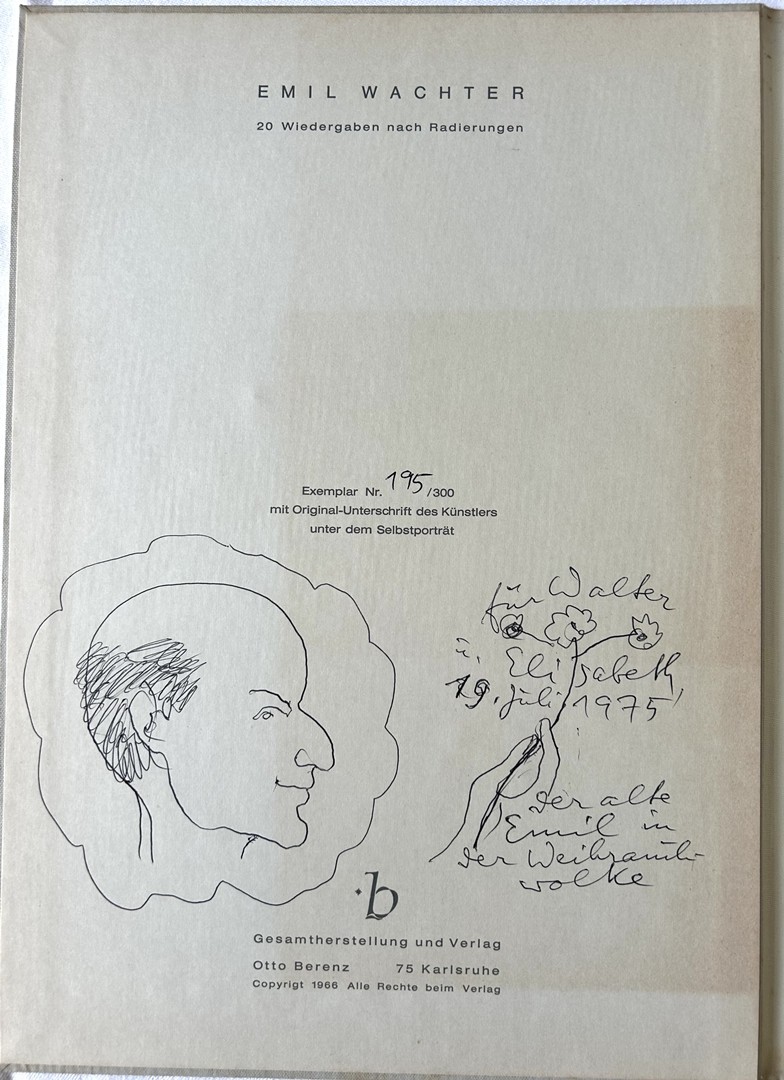 EMIL WACHTER
20 Wiedergaben nach Radierungen
Exemplar Nr. 195/300
mit Original-Unterschrift des Künstlers
unter dem Selbstporträt
für Walter
u. Elisabeth,
19. Juli 1975
der alte
Emil in
der Weihrauch-
wolke
b
Gesamtherstellung und Verlag
Otto Berenz 75 Karlsruhe
Copyrigt 1966 Alle Rechte beim Verlag